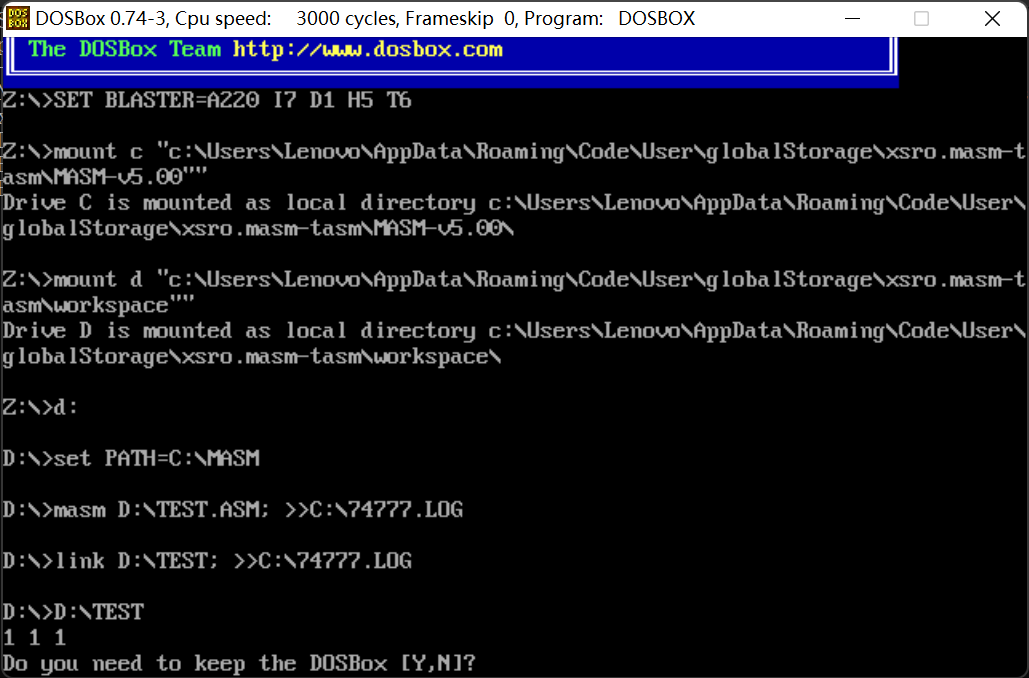 DOSBox 0.74-3, Cpu speed:    3000 cycles, Frameskip  0, Program:   DOSBOX
The DOSBox Team http://www.dosbox.com
Z:\>SET BLASTER=A220 I7 D1 H5 T6
Z:\>mount c "c:\Users\Lenovo\AppData\Roaming\Code\User\globalStorage\xsro.masm-t
asm\MASM-v5.00""
Drive C is mounted as local directory c:\Users\Lenovo\AppData\Roaming\Code\User\
globalStorage\xsro.masm-tasm\MASM-v5.00\
Z:\>mount d "c:\Users\Lenovo\AppData\Roaming\Code\User\globalStorage\xsro.masm-t
asm\workspace""
Drive D is mounted as local directory c:\Users\Lenovo\AppData\Roaming\Code\User\
globalStorage\xsro.masm-tasm\workspace\
Z:\>d:
D:\>set PATH=C:\MASM
D:\>masm D:\TEST.ASM; >>C:\74777.LOG
D:\>link D:\TEST; >>C:\74777.LOG
D:\>D:\TEST
1 1 1
Do you need to keep the DOSBox [Y,N]?